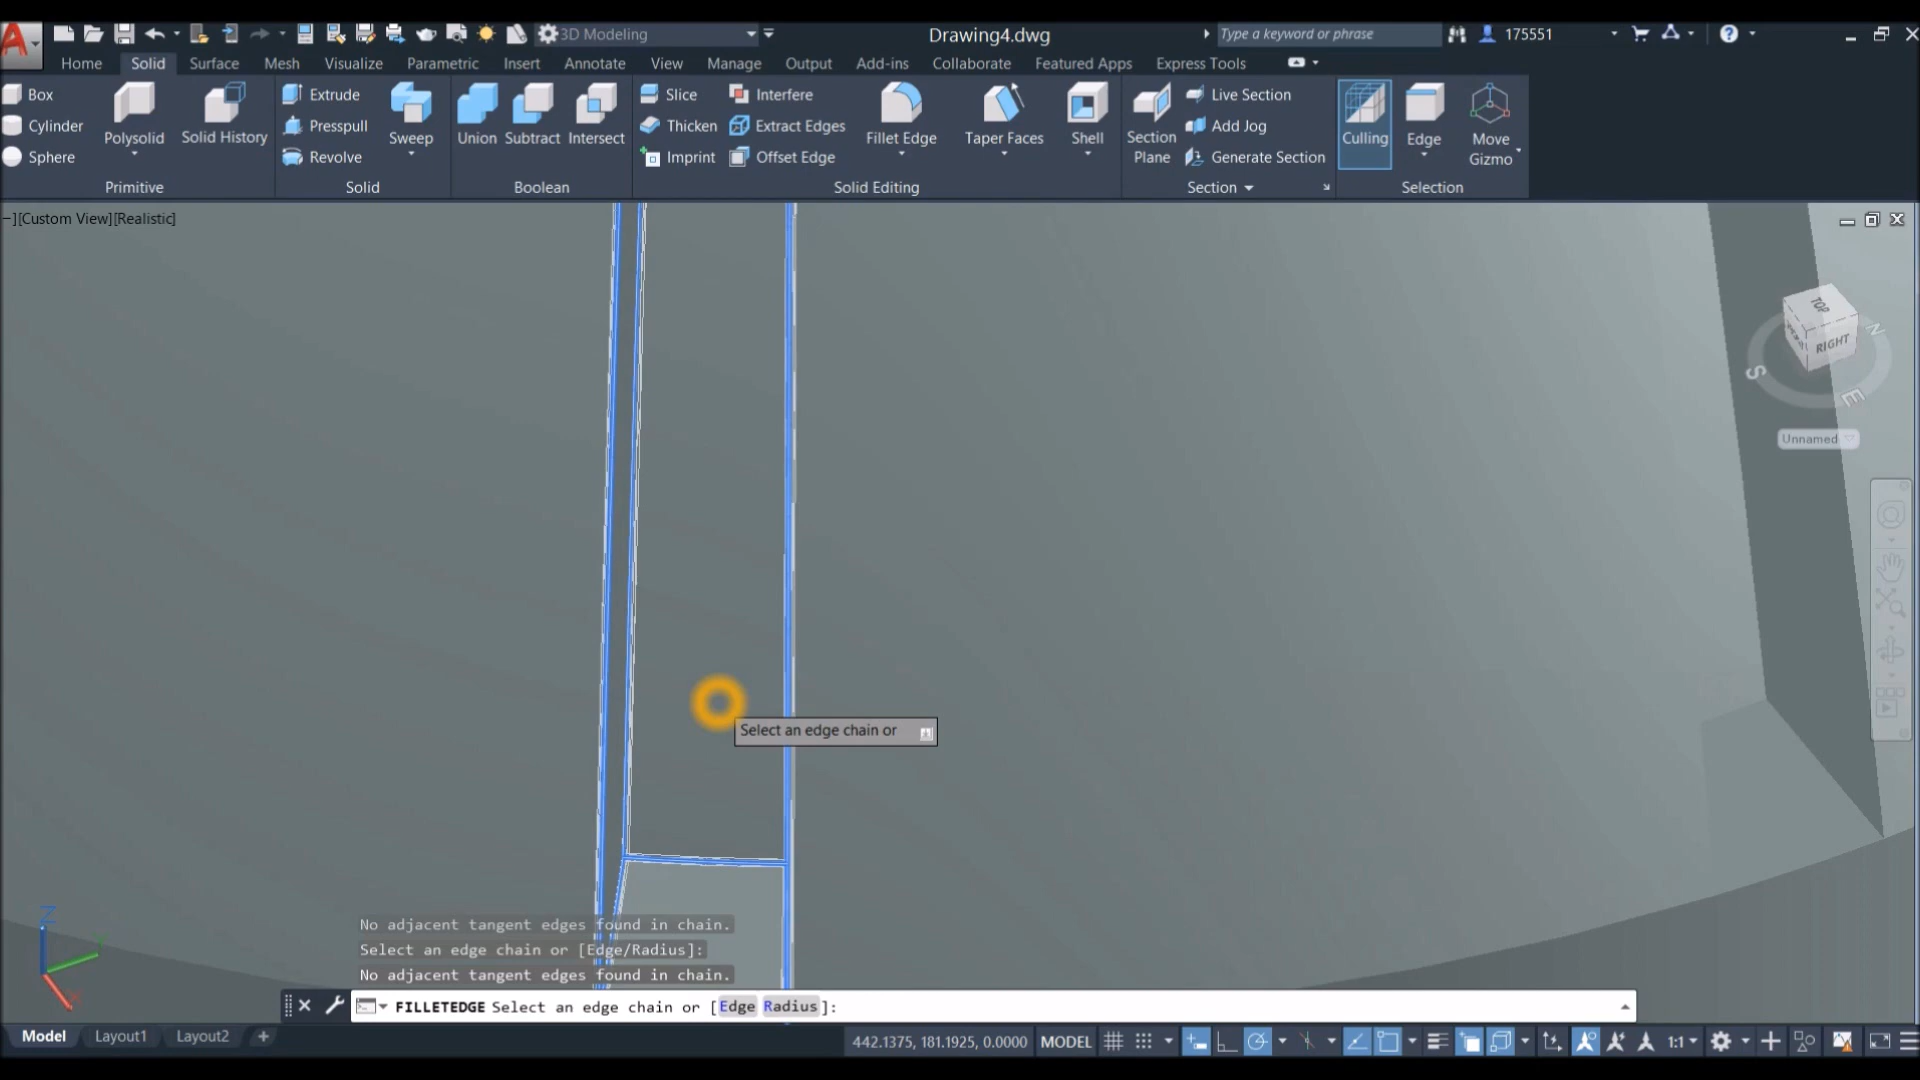 A
3D Modeling
Drawing4.dwg
Type a keyword or phrase
175551
Home Solid Surface Mesh Visualize Parametric Insert Annotate View Manage Output Add-ins Collaborate Featured Apps Express Tools
Box
Cylinder
Sphere
Polysolid
Solid History
Primitive
Extrude
Presspull
Revolve
Sweep
Solid
Union
Subtract
Intersect
Boolean
Slice
Thicken
Imprint
Interfere
Extract Edges
Offset Edge
Fillet Edge
Taper Faces
Shell
Solid Editing
Section
Plane
Live Section
Add Jog
Generate Section
Section
Culling
Edge
Move
Gizmo
Selection
−][Custom View][Realistic]
TOP
RIGHT
N
S
E
Unnamed
Select an edge chain or
Z
No adjacent tangent edges found in chain.
Select an edge chain or [Edge/Radius]:
No adjacent tangent edges found in chain.
FILLETEDGE Select an edge chain or [Edge Radius]:
Model Layout1 Layout2 +
442.1375, 181.1925, 0.0000 MODEL 1:1